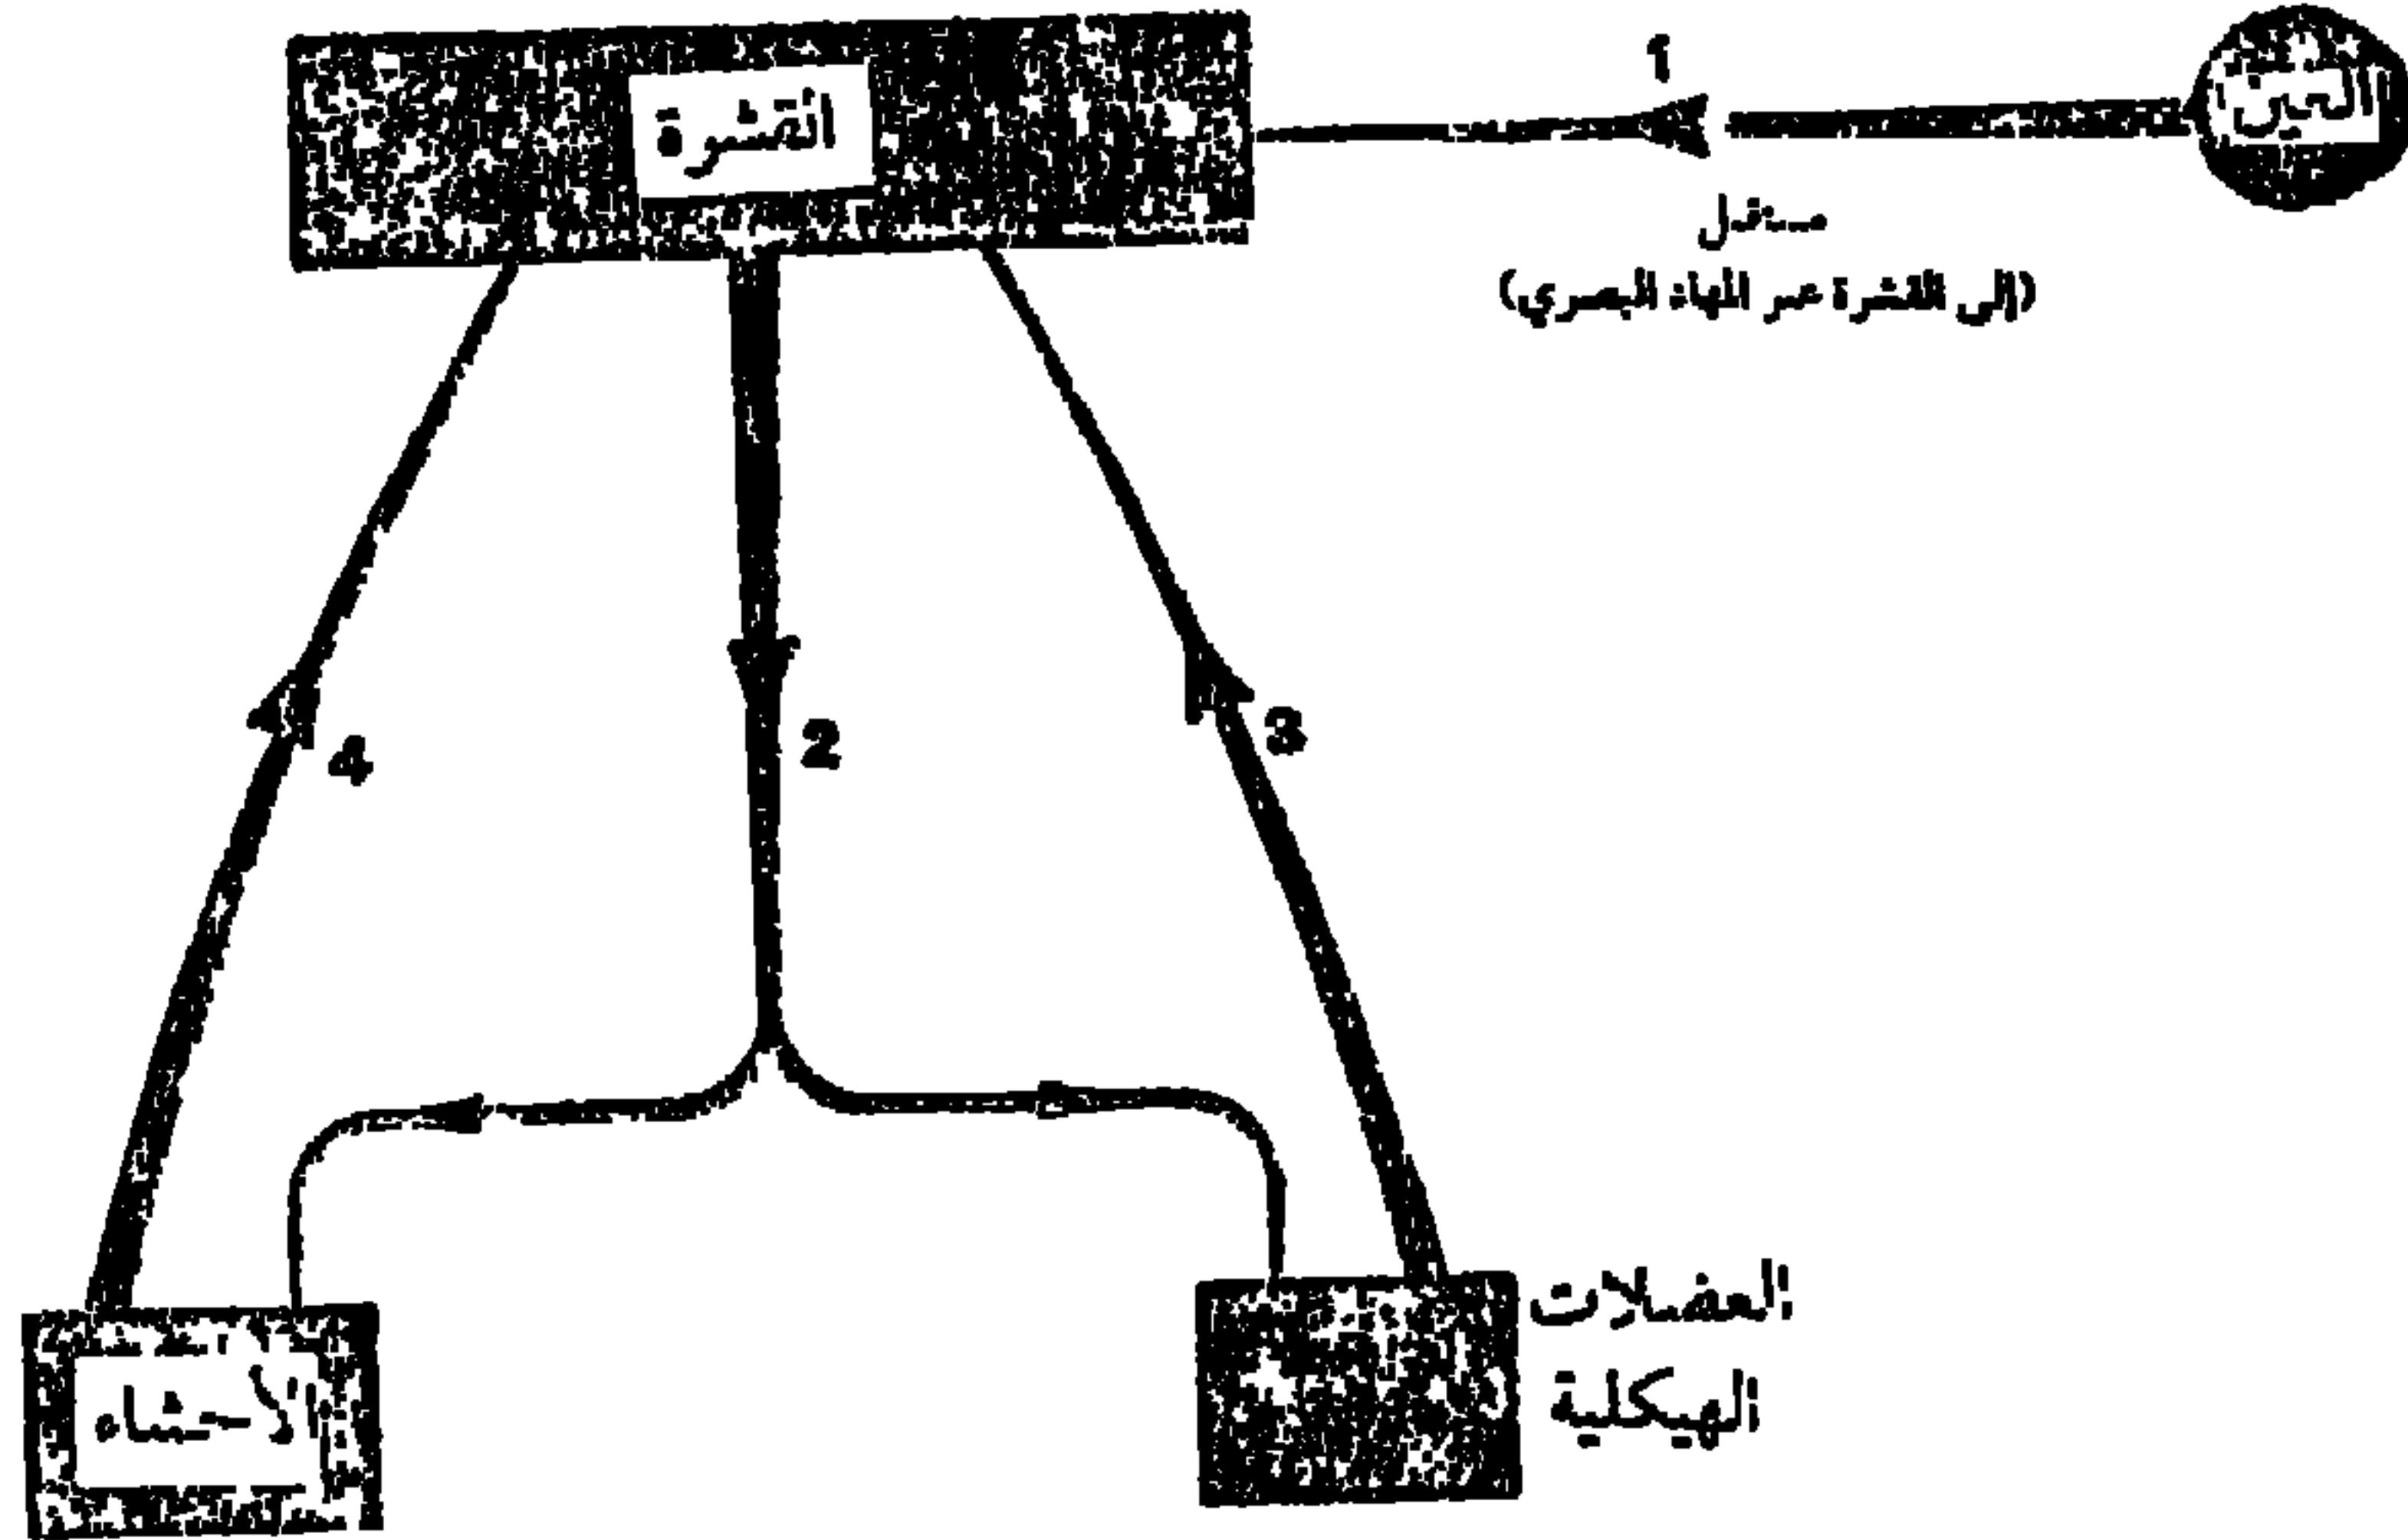 القشرة
العين
1
مستقبل
(إلى القشرة عبر المهاد البصري)
4
2
3
العضلات
الهيكلية
الأحشاء